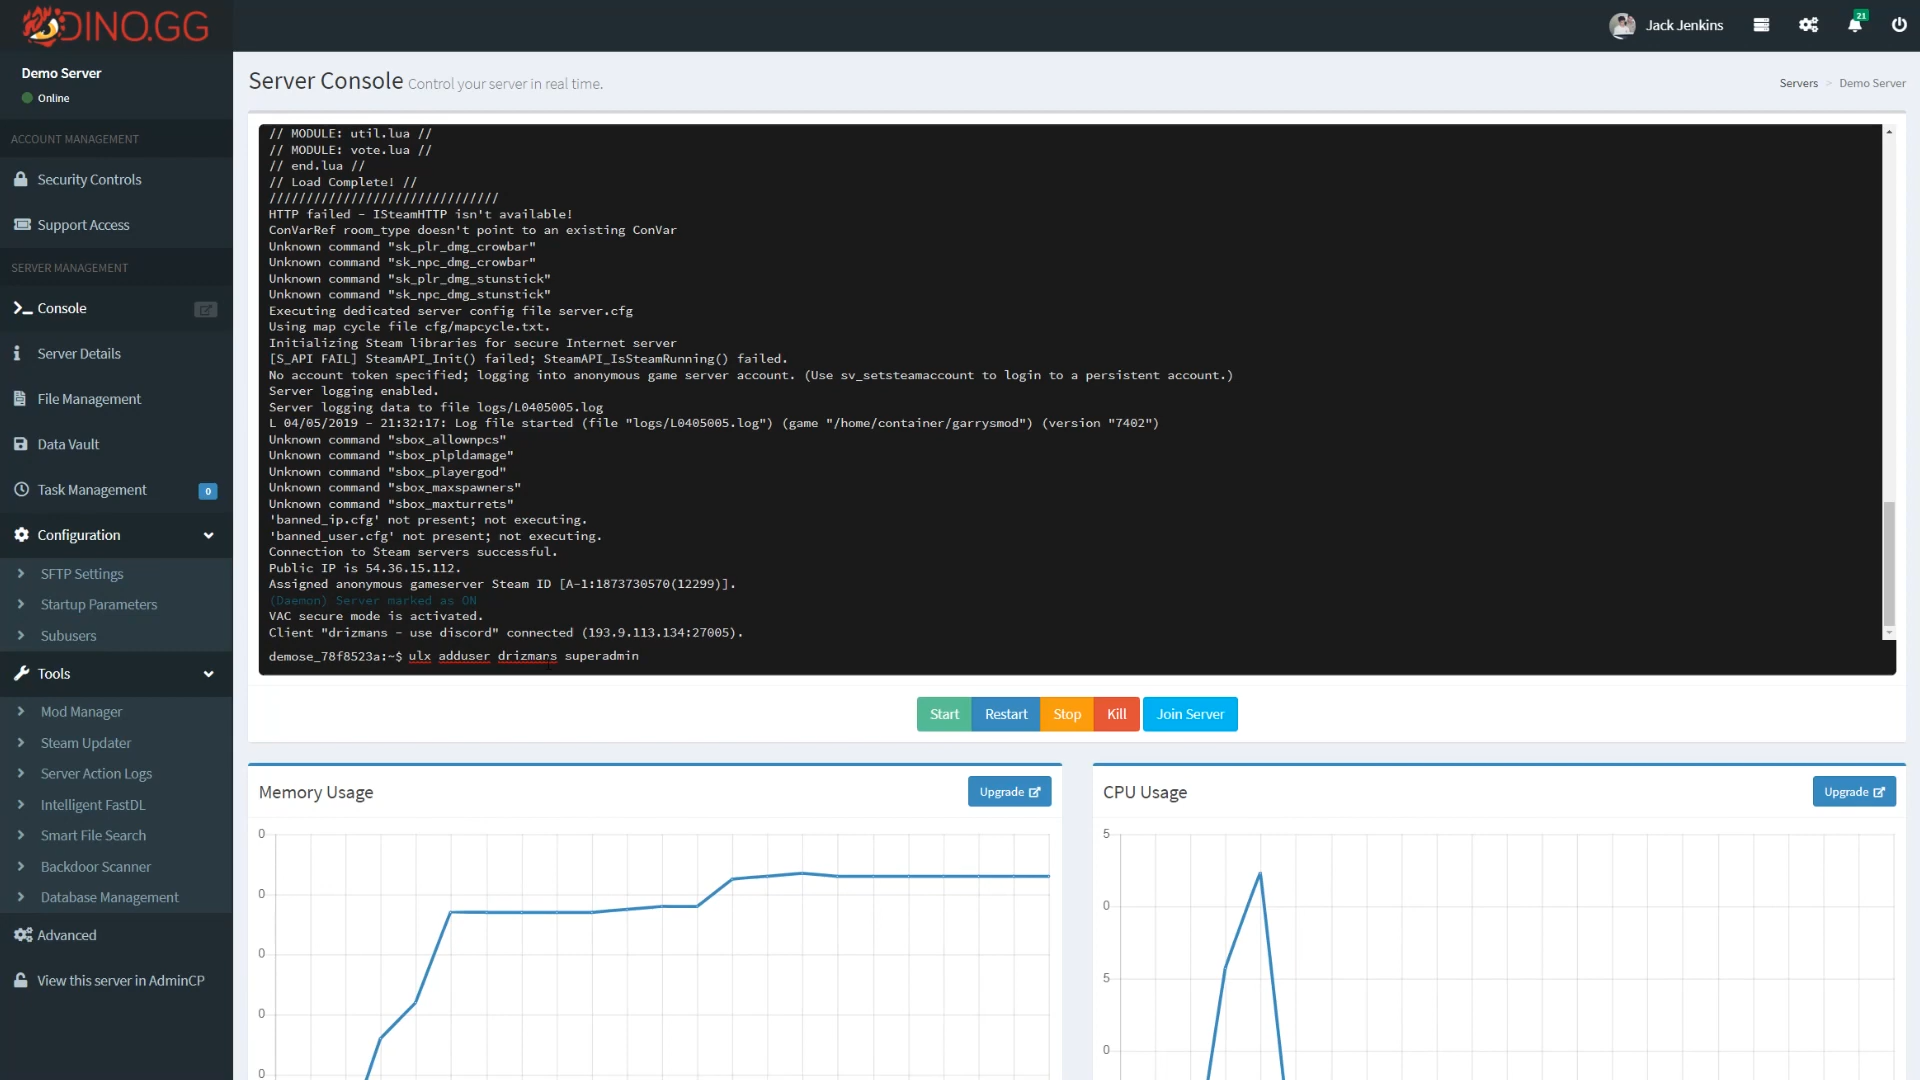 DINO.GG
Jack Jenkins
21
Demo Server
Online
ACCOUNT MANAGEMENT
Security Controls
Support Access
SERVER MANAGEMENT
Console
Server Details
File Management
Data Vault
Task Management
0
Configuration
SFTP Settings
Startup Parameters
Subusers
Tools
Mod Manager
Steam Updater
Server Action Logs
Intelligent FastDL
Smart File Search
Backdoor Scanner
Database Management
Advanced
View this server in AdminCP
Server Console Control your server in real time.
Servers > Demo Server
// MODULE: util.lua //
// MODULE: vote.lua //
// end.lua //
// Load Complete! //
///////////////////////////////
HTTP failed - ISteamHTTP isn't available!
ConVarRef room_type doesn't point to an existing ConVar
Unknown command "sk_plr_dmg_crowbar"
Unknown command "sk_npc_dmg_crowbar"
Unknown command "sk_plr_dmg_stunstick"
Unknown command "sk_npc_dmg_stunstick"
Executing dedicated server config file server.cfg
Using map cycle file cfg/mapcycle.txt.
Initializing Steam libraries for secure Internet server
[S_API FAIL] SteamAPI_Init() failed; SteamAPI_IsSteamRunning() failed.
No account token specified; logging into anonymous game server account. (Use sv_setsteamaccount to login to a persistent account.)
Server logging enabled.
Server logging data to file logs/L0405005.log
L 04/05/2019 - 21:32:17: Log file started (file "logs/L0405005.log") (game "/home/container/garrysmod") (version "7402")
Unknown command "sbox_allownpcs"
Unknown command "sbox_plpldamage"
Unknown command "sbox_playergod"
Unknown command "sbox_maxspawners"
Unknown command "sbox_maxturrets"
'banned_ip.cfg' not present; not executing.
'banned_user.cfg' not present; not executing.
Connection to Steam servers successful.
Public IP is 54.36.15.112.
Assigned anonymous gameserver Steam ID [A-1:1873730570(12299)].
(Daemon) Server marked as ON
VAC secure mode is activated.
Client "drizmans - use discord" connected (193.9.113.134:27005).
demose_78f8523a:~$ ulx adduser drizmans superadmin
Start
Restart
Stop
Kill
Join Server
Memory Usage
Upgrade
0
0
0
0
0
CPU Usage
Upgrade
5
0
5
0